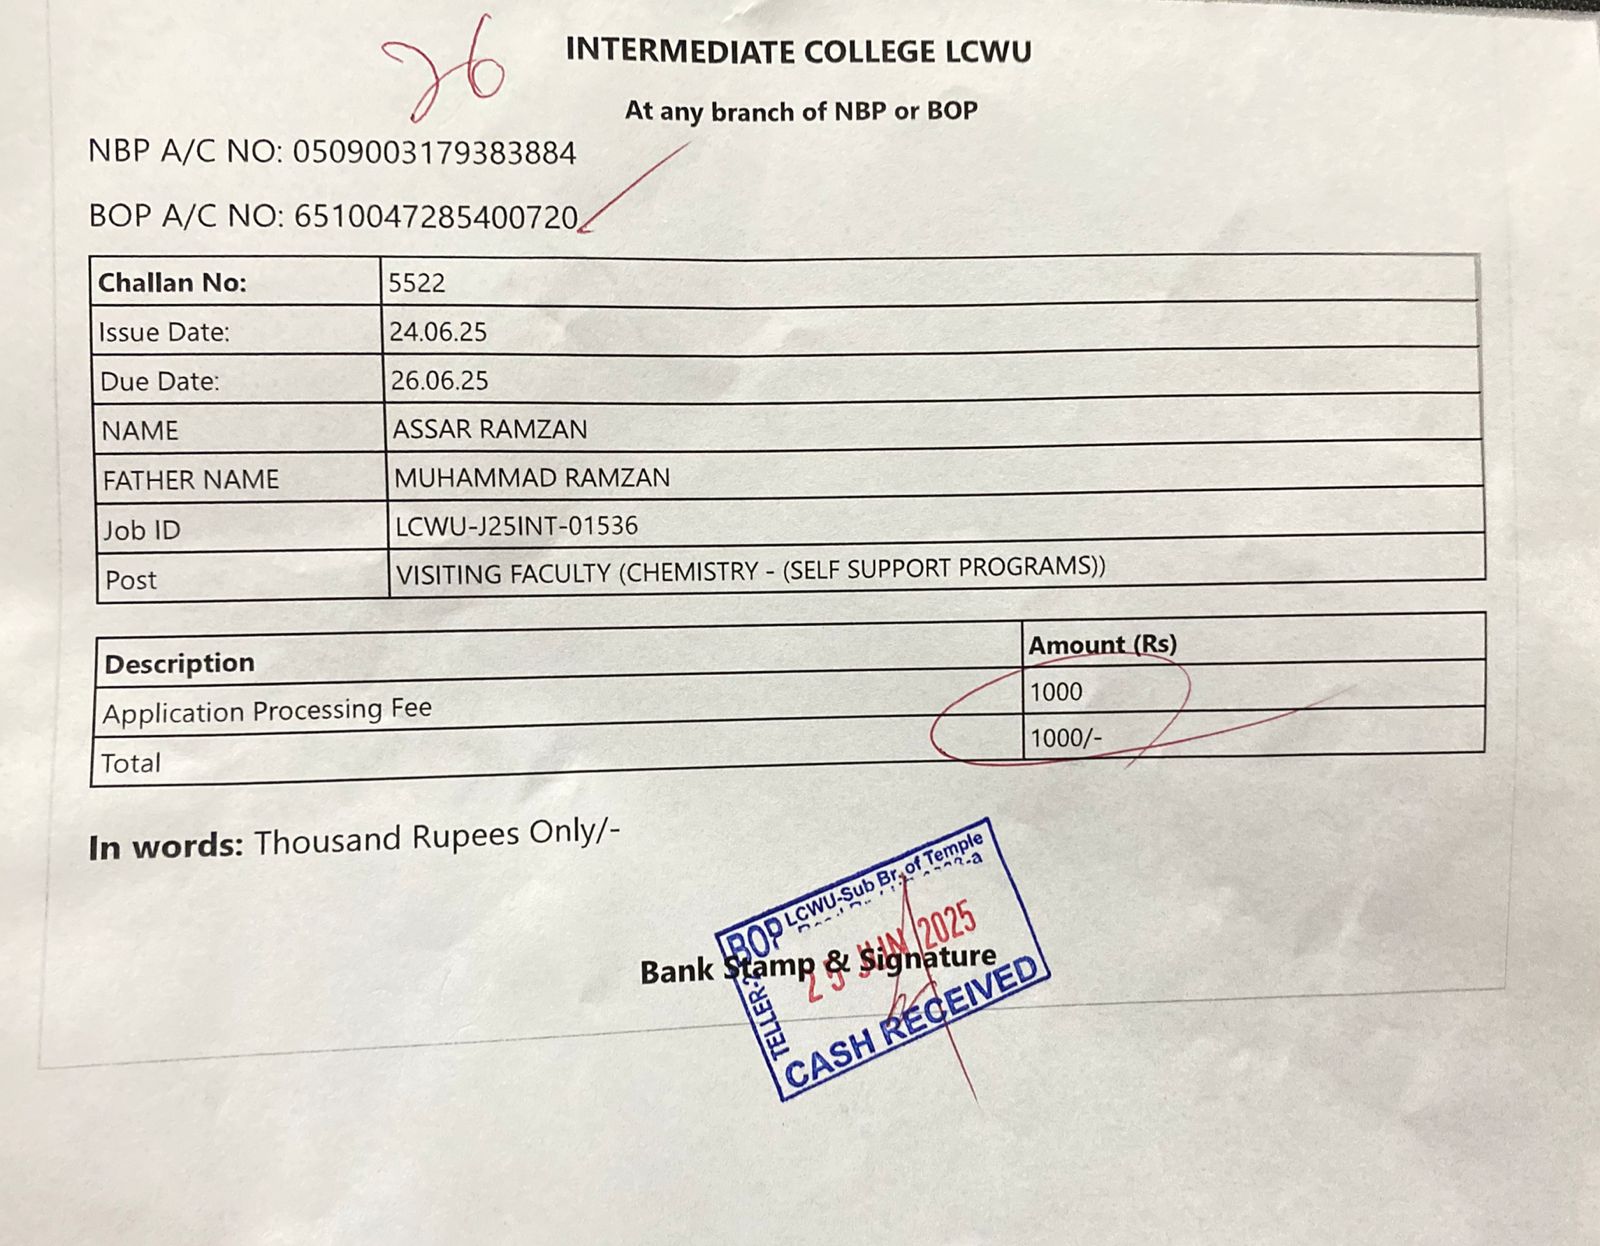 26
INTERMEDIATE COLLEGE LCWU
At any branch of NBP or BOP
NBP A/C NO: 0509003179383884
BOP A/C NO: 6510047285400720
Challan No: 5522
Issue Date: 24.06.25
Due Date: 26.06.25
NAME ASSAR RAMZAN
FATHER NAME MUHAMMAD RAMZAN
Job ID LCWU-J25INT-01536
Post VISITING FACULTY (CHEMISTRY - (SELF SUPPORT PROGRAMS))
Description Amount (Rs)
Application Processing Fee 1000
Total 1000/-
In words: Thousand Rupees Only/-
BOP LCWU-Sub Br. of Temple
25 JUN 2025
Bank Stamp & Signature
TELLER-
CASH RECEIVED